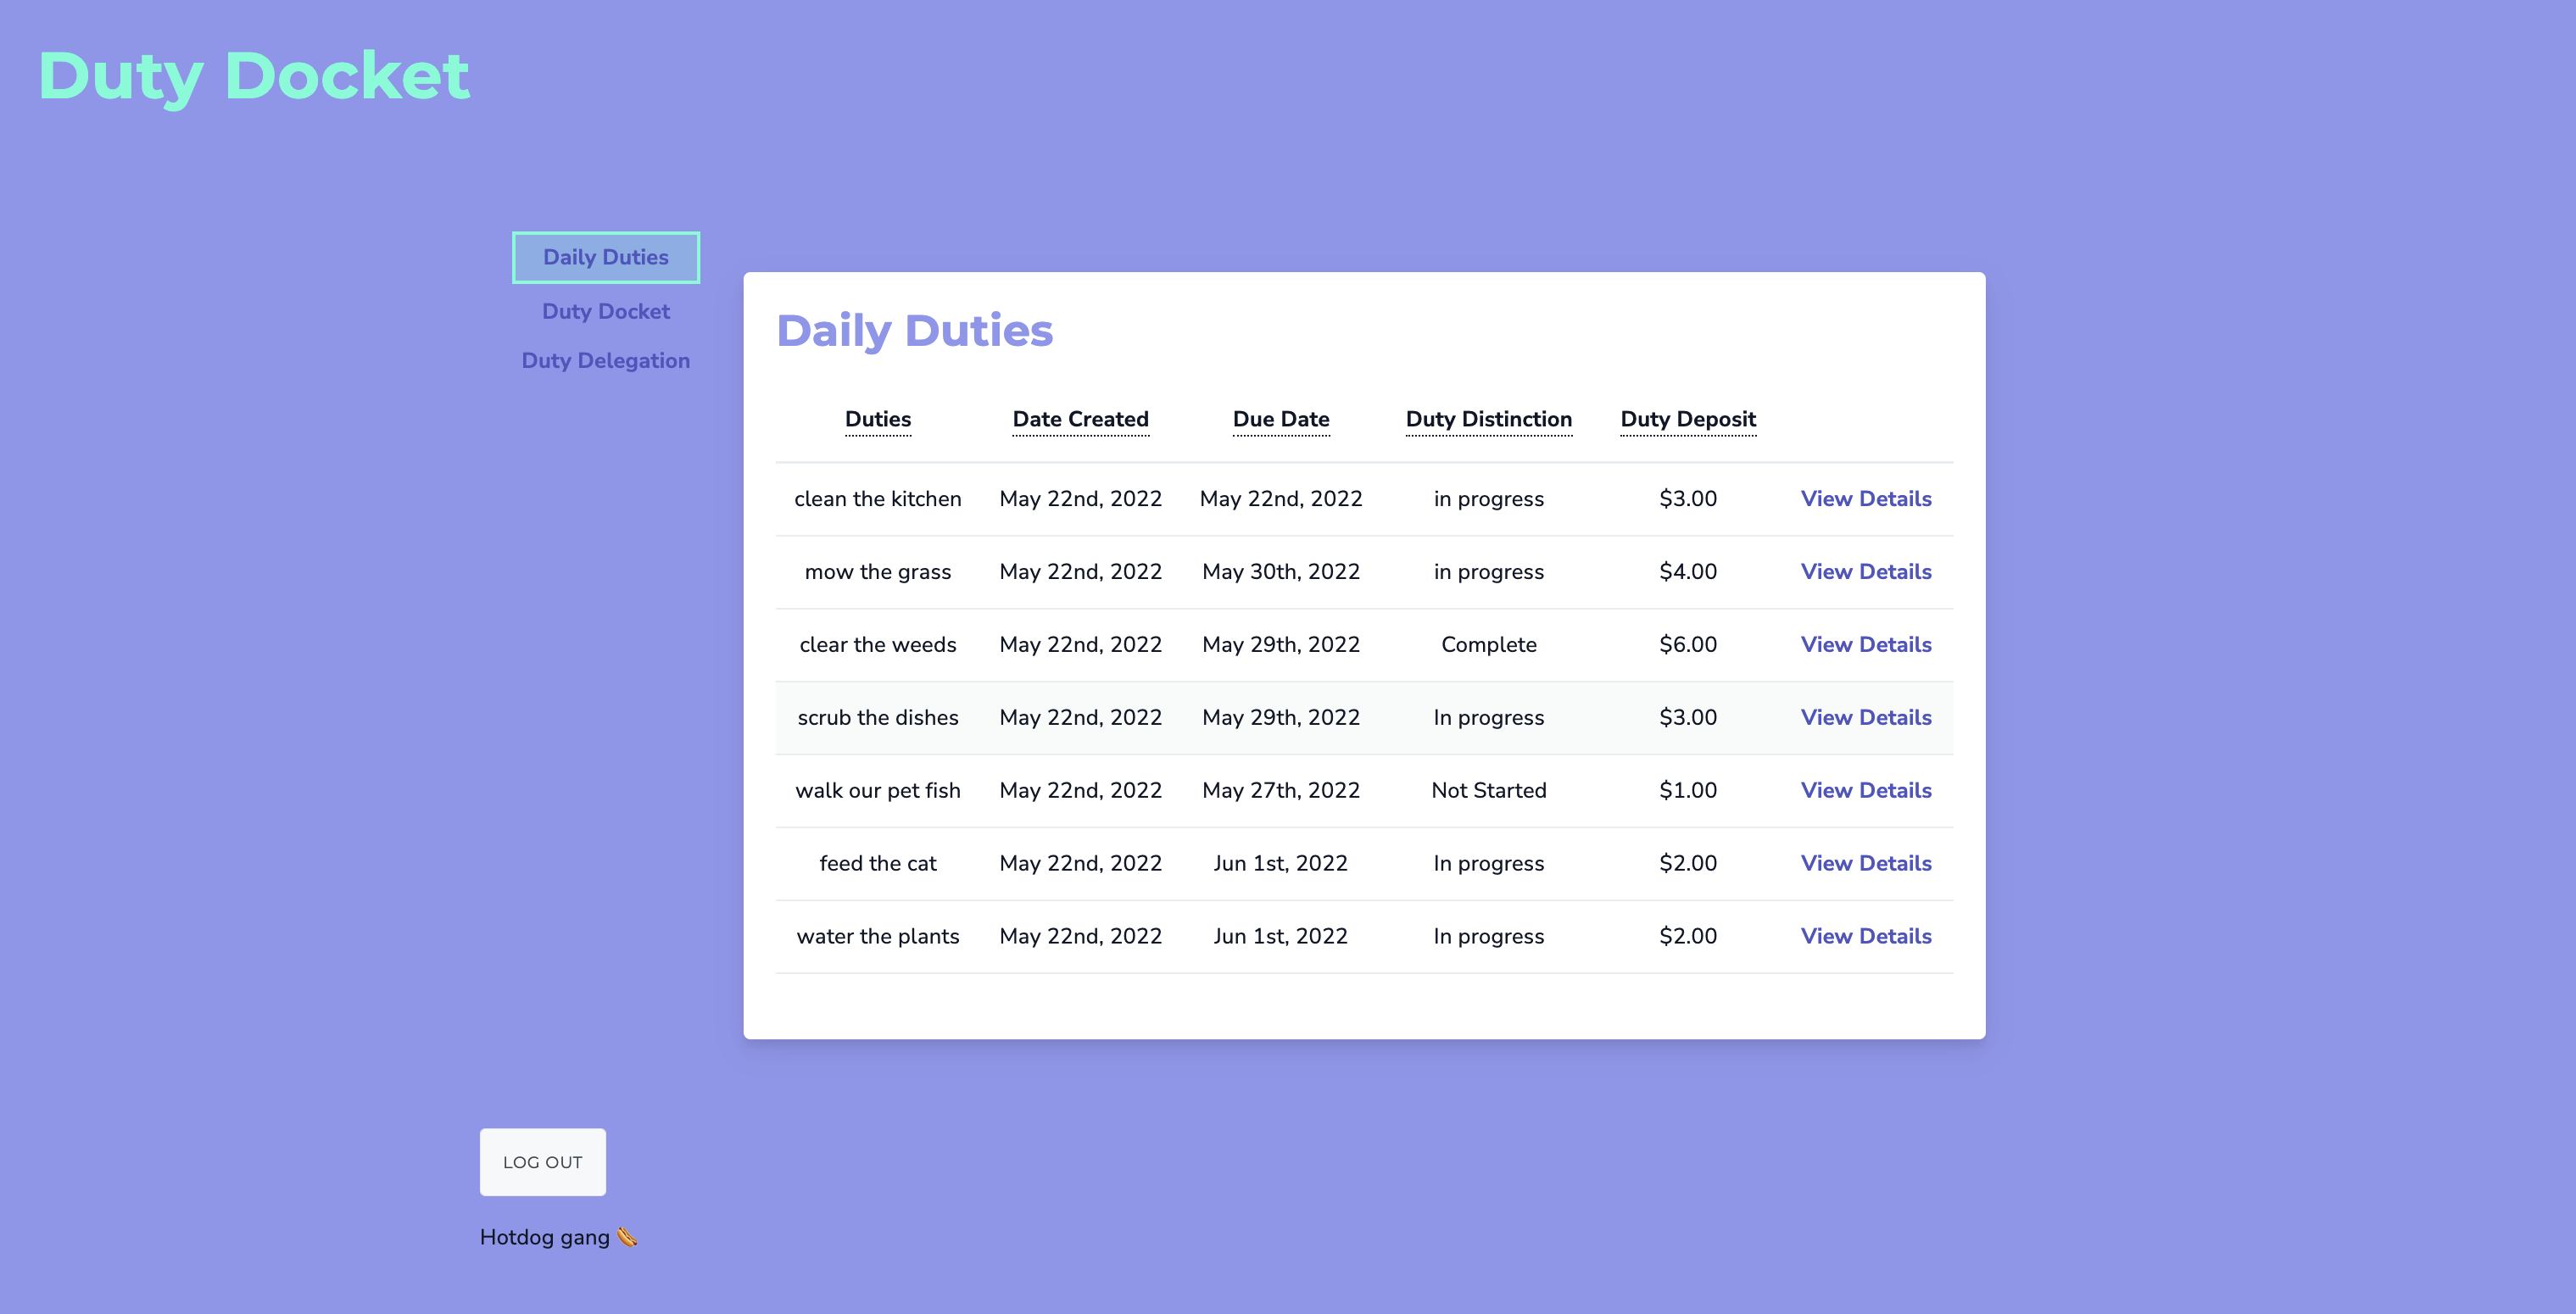 Duty Docket
Daily Duties
Duty Docket
Duty Delegation
Daily Duties
Duties Date Created Due Date Duty Distinction Duty Deposit
clean the kitchen May 22nd, 2022 May 22nd, 2022 in progress $3.00 View Details
mow the grass May 22nd, 2022 May 30th, 2022 in progress $4.00 View Details
clear the weeds May 22nd, 2022 May 29th, 2022 Complete $6.00 View Details
scrub the dishes May 22nd, 2022 May 29th, 2022 In progress $3.00 View Details
walk our pet fish May 22nd, 2022 May 27th, 2022 Not Started $1.00 View Details
feed the cat May 22nd, 2022 Jun 1st, 2022 In progress $2.00 View Details
water the plants May 22nd, 2022 Jun 1st, 2022 In progress $2.00 View Details
LOG OUT
Hotdog gang 🌭